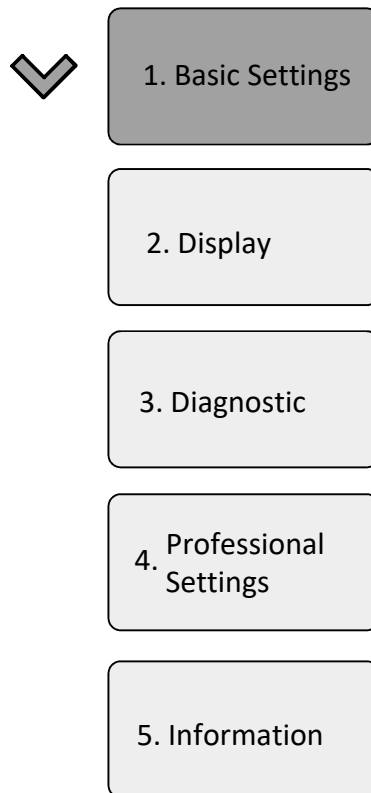 1. Basic Settings
2. Display
3. Diagnostic
4. Professional
Settings
5. Information